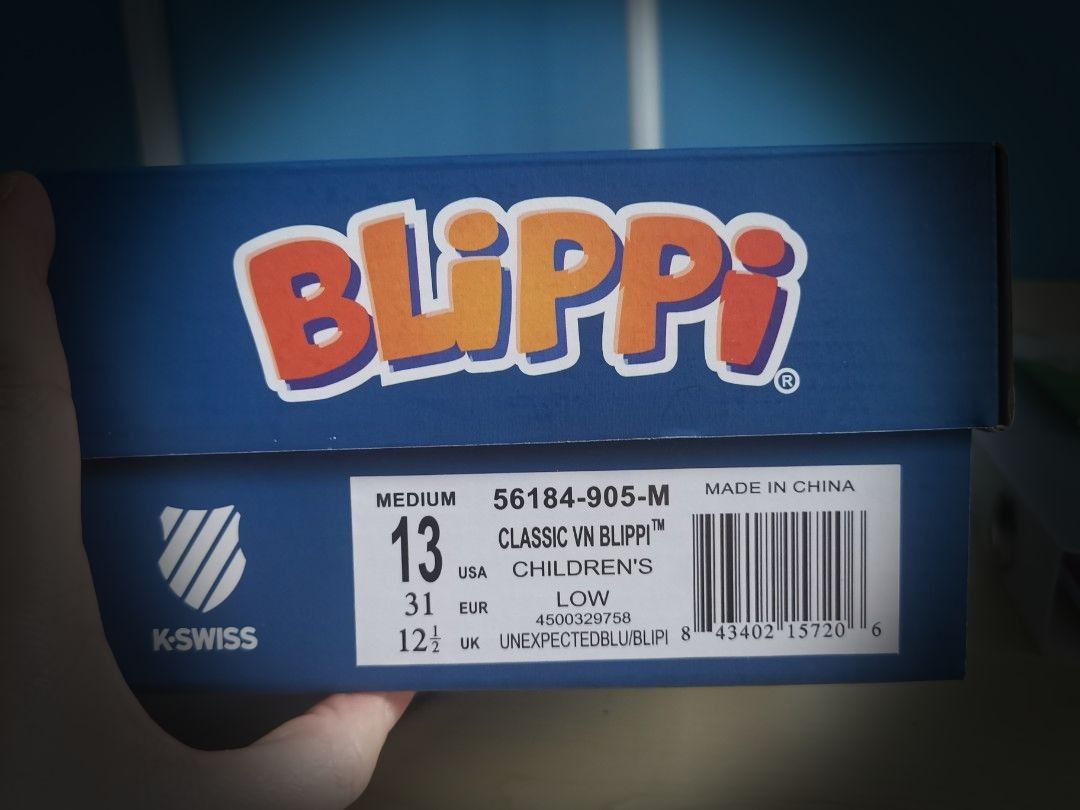 BLiPPi®
K·SWISS
MEDIUM
13 USA
31 EUR
12½ UK
56184-905-M
CLASSIC VN BLIPPI™
CHILDREN'S
LOW
4500329758
UNEXPECTEDBLU/BLIPI
MADE IN CHINA
8 43402 15720 6